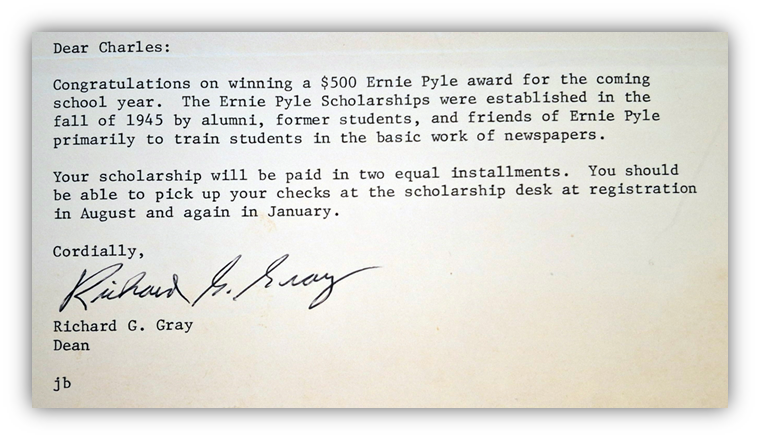 Dear Charles:
Congratulations on winning a $500 Ernie Pyle award for the coming
school year.  The Ernie Pyle Scholarships were established in the
fall of 1945 by alumni, former students, and friends of Ernie Pyle
primarily to train students in the basic work of newspapers.
Your scholarship will be paid in two equal installments.  You should
be able to pick up your checks at the scholarship desk at registration
in August and again in January.
Cordially,
Richard G. Gray
Richard G. Gray
Dean
jb